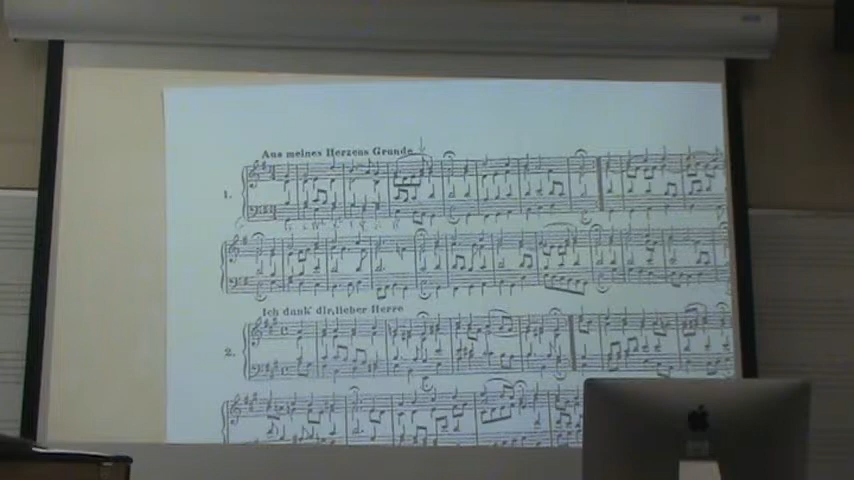 Aus meines Herzens Grunde
1.
Ich dank' dir, lieber Herre
2.